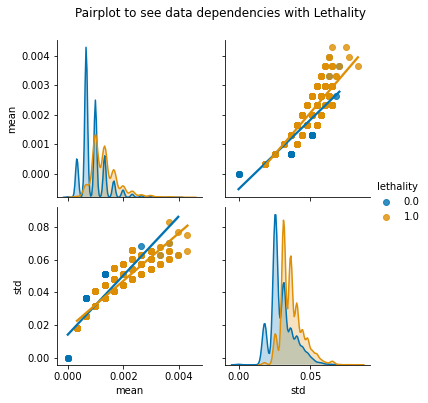 Pairplot to see data dependencies with Lethality
0.004
0.003
0.002
0.001
0.000
mean
lethality
0.0
1.0
0.08
0.06
0.04
0.02
0.00
std
0.000 0.002 0.004
mean
0.00 0.05
std